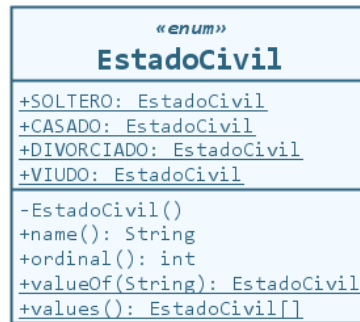 «enum»
EstadoCivil
+SOLTERO: EstadoCivil
+CASADO: EstadoCivil
+DIVORCIADO: EstadoCivil
+VIUDO: EstadoCivil
-EstadoCivil()
+name(): String
+ordinal(): int
+valueOf(String): EstadoCivil
+values(): EstadoCivil[]